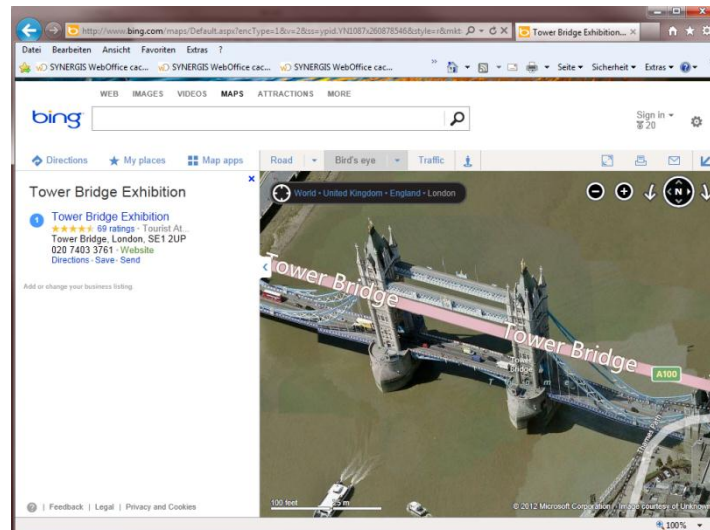 http://www.bing.com/maps/Default.aspx?encType=1&v=2&ss=ypid.YN1087x260878546&style=r&mkt:
Tower Bridge Exhibition...
Datei Bearbeiten Ansicht Favoriten Extras ?
SYNERGIS WebOffice cac... SYNERGIS WebOffice cac... SYNERGIS WebOffice cac... Seite Sicherheit Extras
WEB IMAGES VIDEOS MAPS ATTRACTIONS MORE
bing
Sign in
20
Directions My places Map apps Road Bird's eye Traffic
Tower Bridge Exhibition
1 Tower Bridge Exhibition
69 ratings · Tourist At...
Tower Bridge, London, SE1 2UP
020 7403 3761 · Website
Directions · Save · Send
Add or change your business listing
World · United Kingdom · England · London
N
Tower Bridge
Tower Bridge
Tower
Bridge
A100
Thames Path
100 feet 25 m
© 2012 Microsoft Corporation Image courtesy of Unknown
Feedback | Legal | Privacy and Cookies
100%